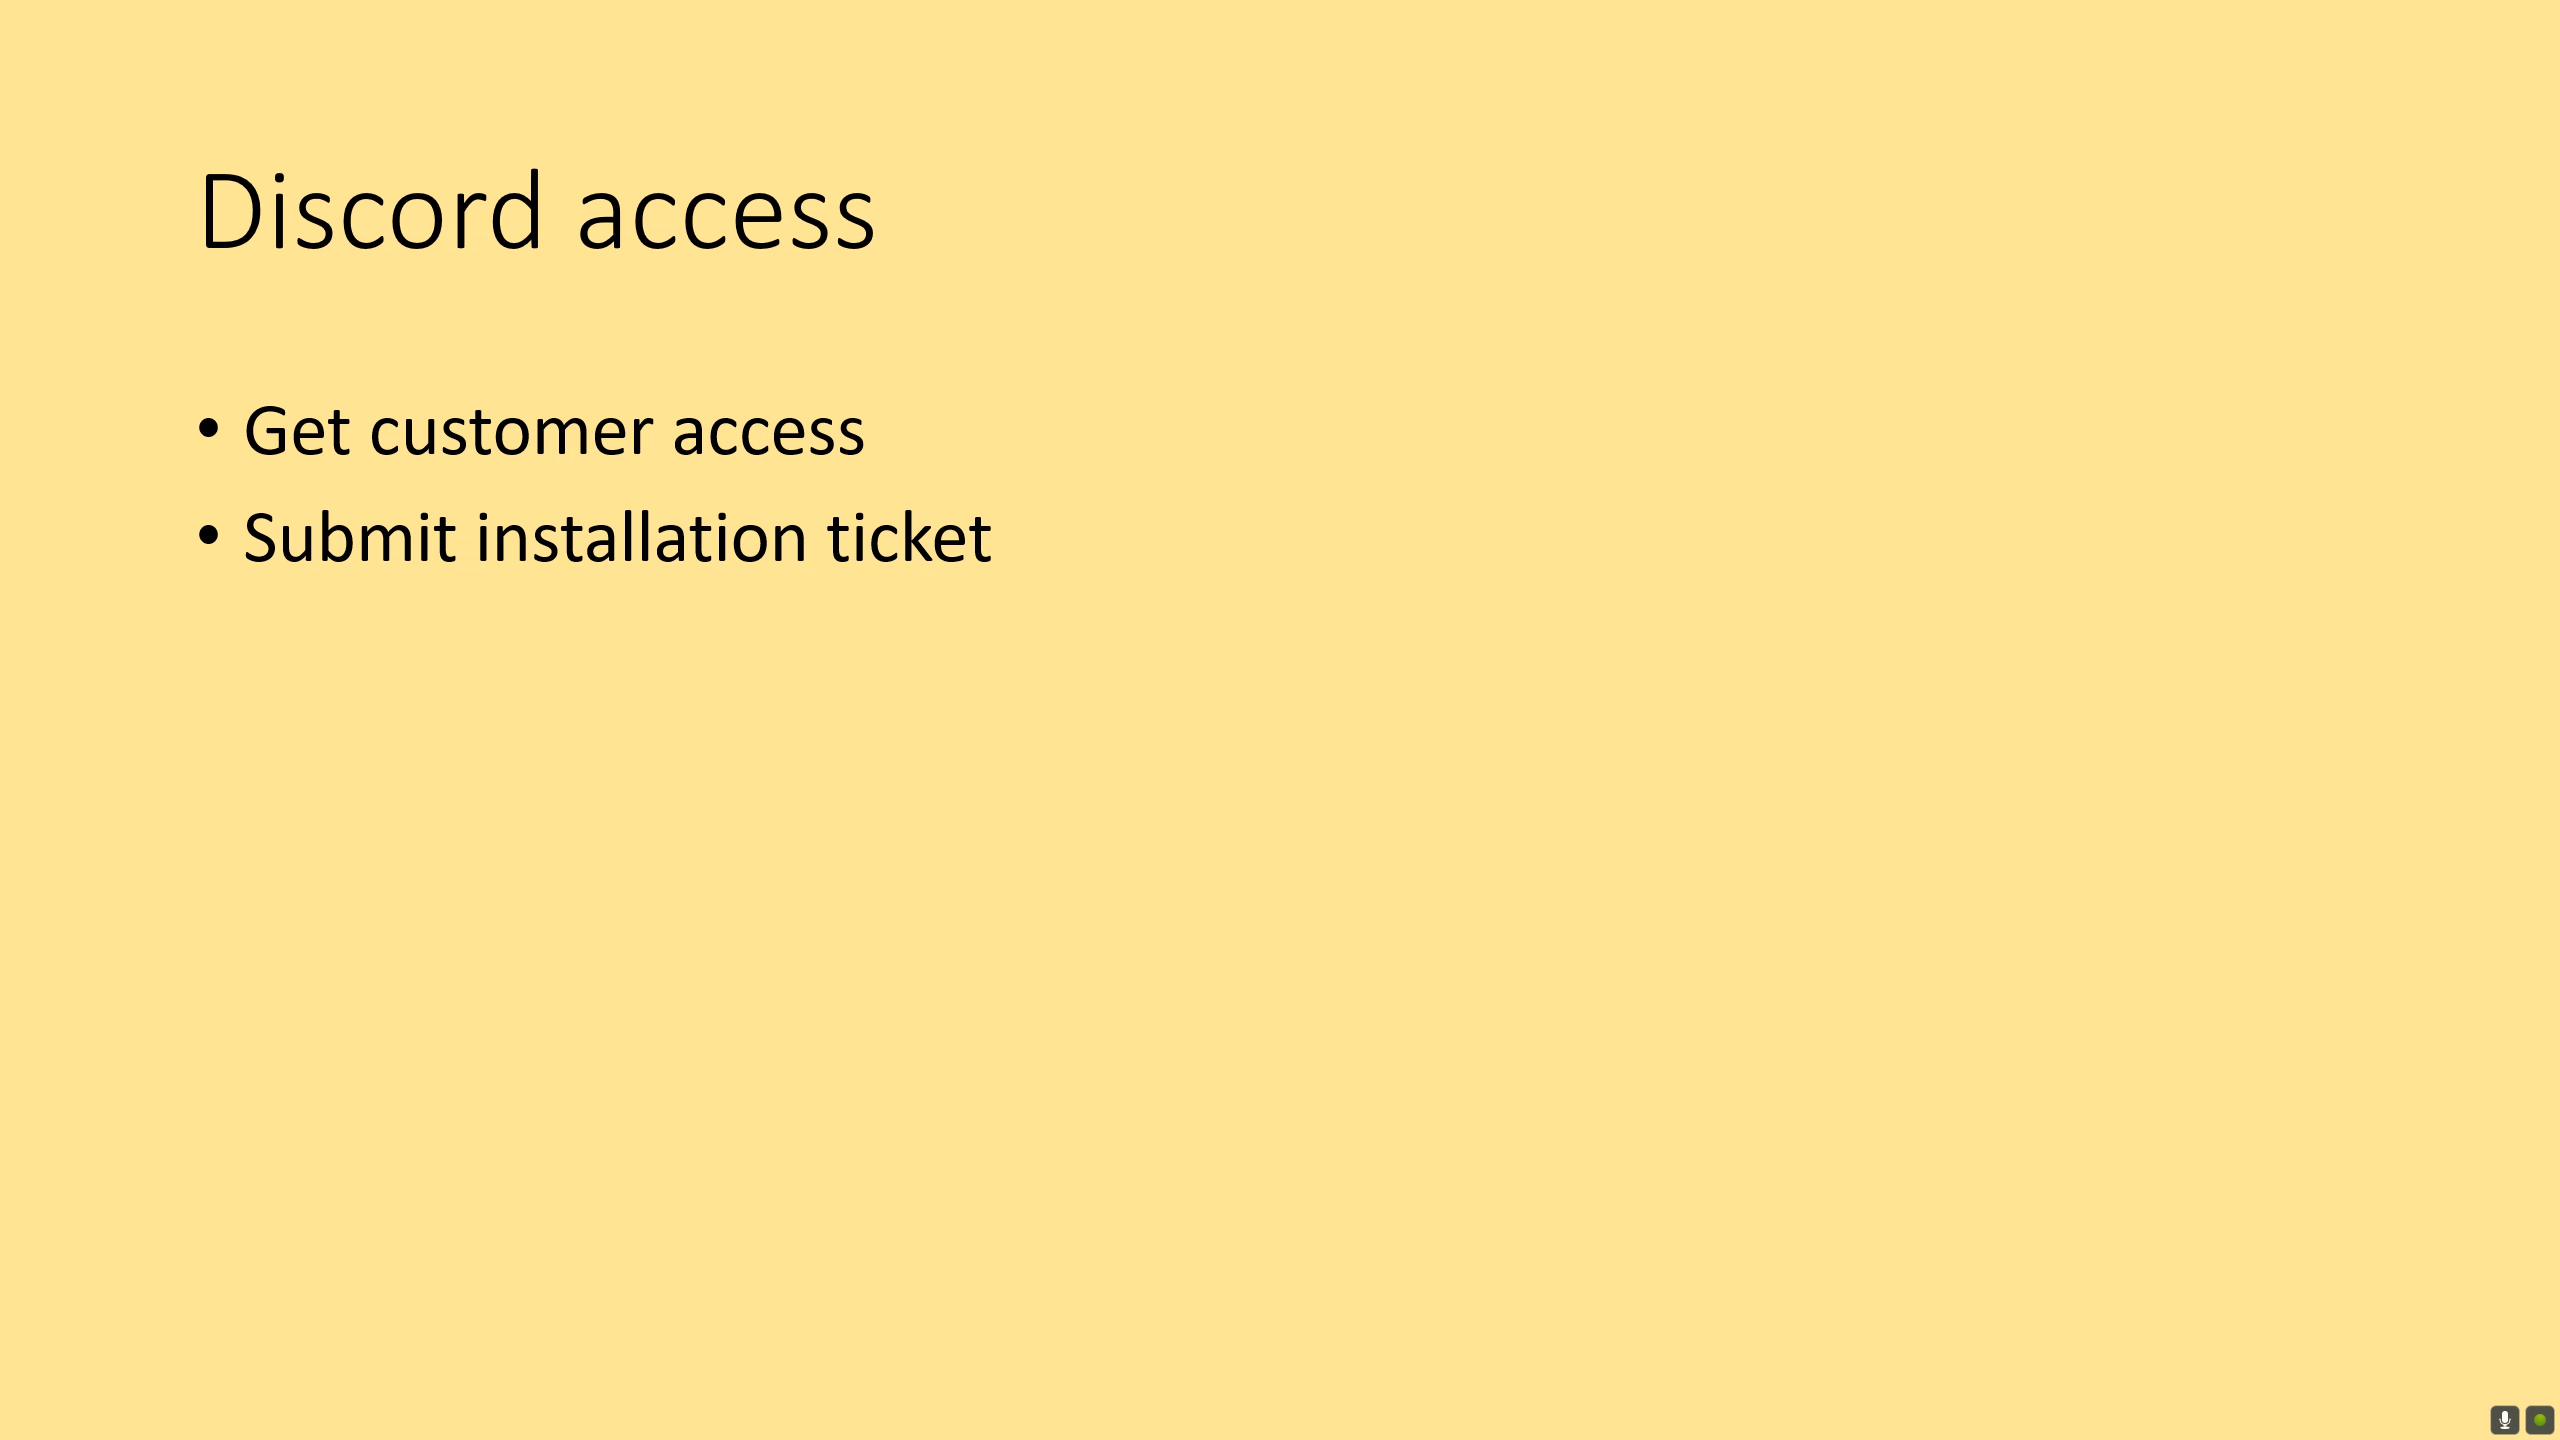 Discord access
• Get customer access
• Submit installation ticket